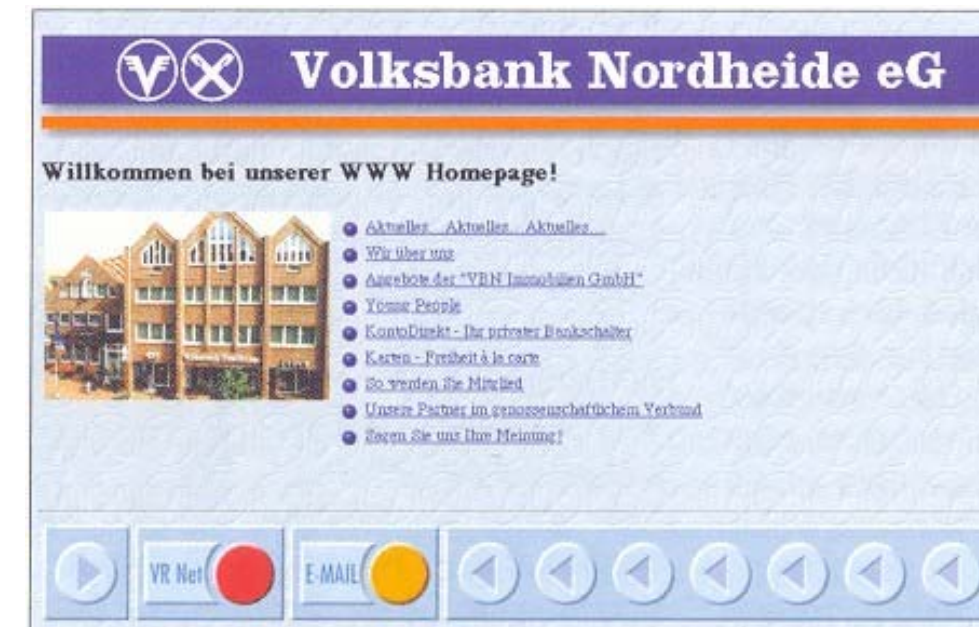 Volksbank Nordheide eG
Willkommen bei unserer WWW Homepage!
Aktuelles... Aktuelles... Aktuelles...
Wir über uns
Angebote der "VBN Immobilien GmbH"
Young People
KontoDirekt - Ihr privater Bankschalter
Karten - Freiheit à la carte
So werden Sie Mitglied
Unsere Partner im genossenschaftlichem Verbund
Sagen Sie uns Ihre Meinung!
VR Net
E-MAIL